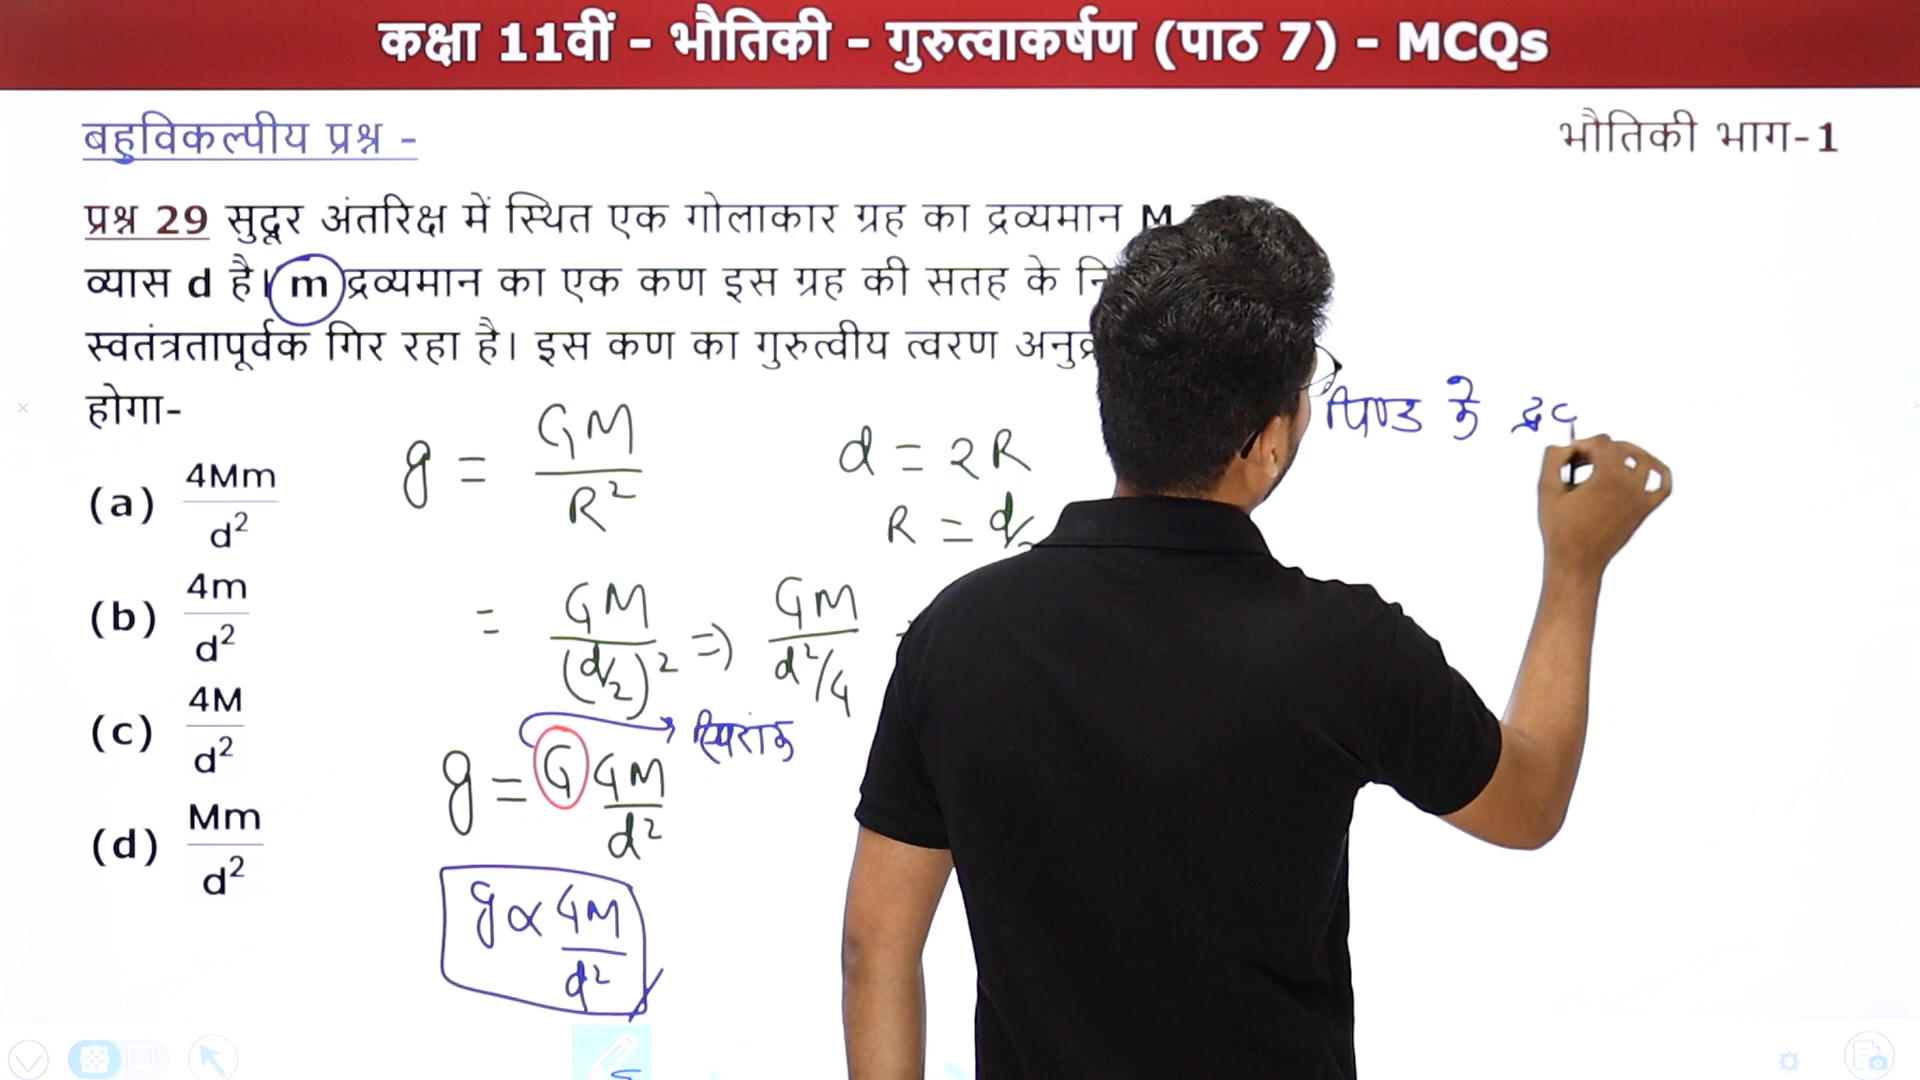 कक्षा 11वीं - भौतिकी - गुरुत्वाकर्षण (पाठ 7) - MCQs
बहुविकल्पीय प्रश्न -
भौतिकी भाग-1
प्रश्न 29 सुदूर अंतरिक्ष में स्थित एक गोलाकार ग्रह का द्रव्यमान M
व्यास d है। m द्रव्यमान का एक कण इस ग्रह की सतह के
स्वतंत्रतापूर्वक गिर रहा है। इस कण का गुरुत्वीय त्वरण
होगा-
(a) 4Mm/d²
(b) 4m/d²
(c) 4M/d²
(d) Mm/d²
g = GM/R²
d = 2R
R = d/2
= GM/(d/2)² => GM/d²/4
g = G 4M/d²
स्थिरांक
g ∝ 4M/d²
पिण्ड के